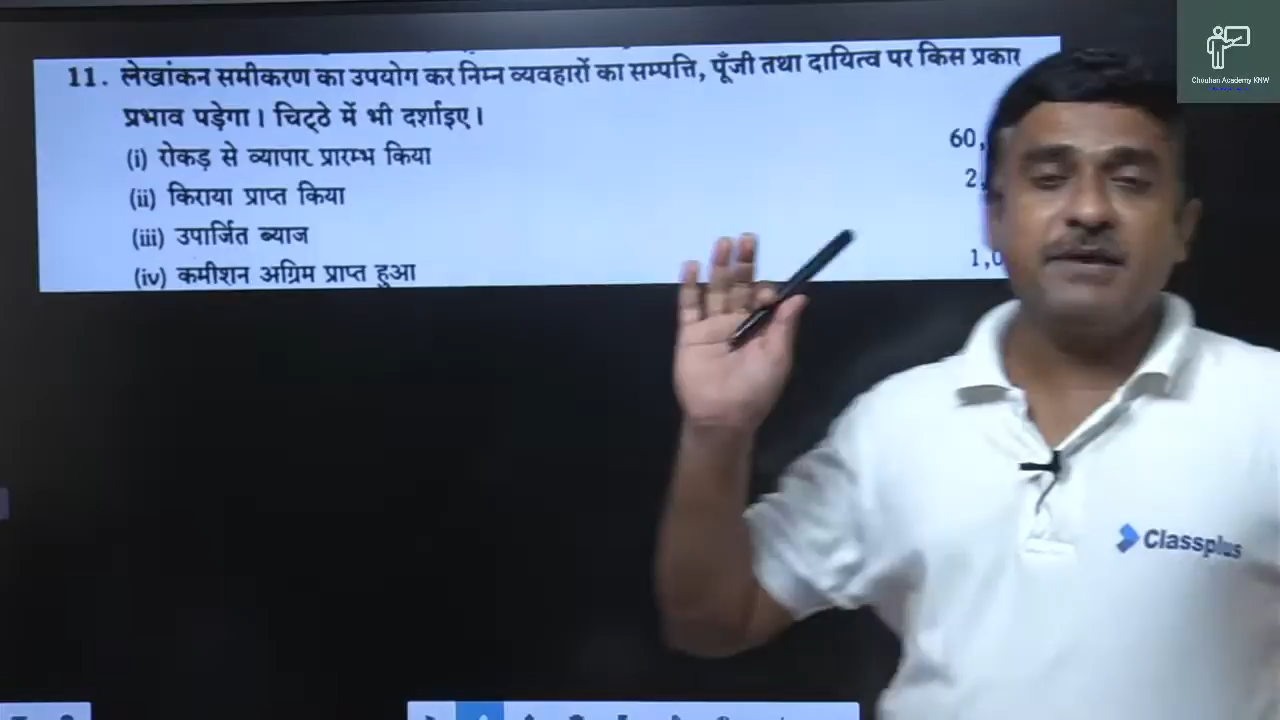 11. लेखांकन समीकरण का उपयोग कर निम्न व्यवहारों का सम्पत्ति, पूँजी तथा दायित्व पर किस प्रकार
प्रभाव पड़ेगा। चिट्ठे में भी दर्शाइए।
(i) रोकड़ से व्यापार प्रारम्भ किया 60,
(ii) किराया प्राप्त किया 2,
(iii) उपार्जित ब्याज
(iv) कमीशन अग्रिम प्राप्त हुआ 1,0
Chouhan Academy KNW
Classplus